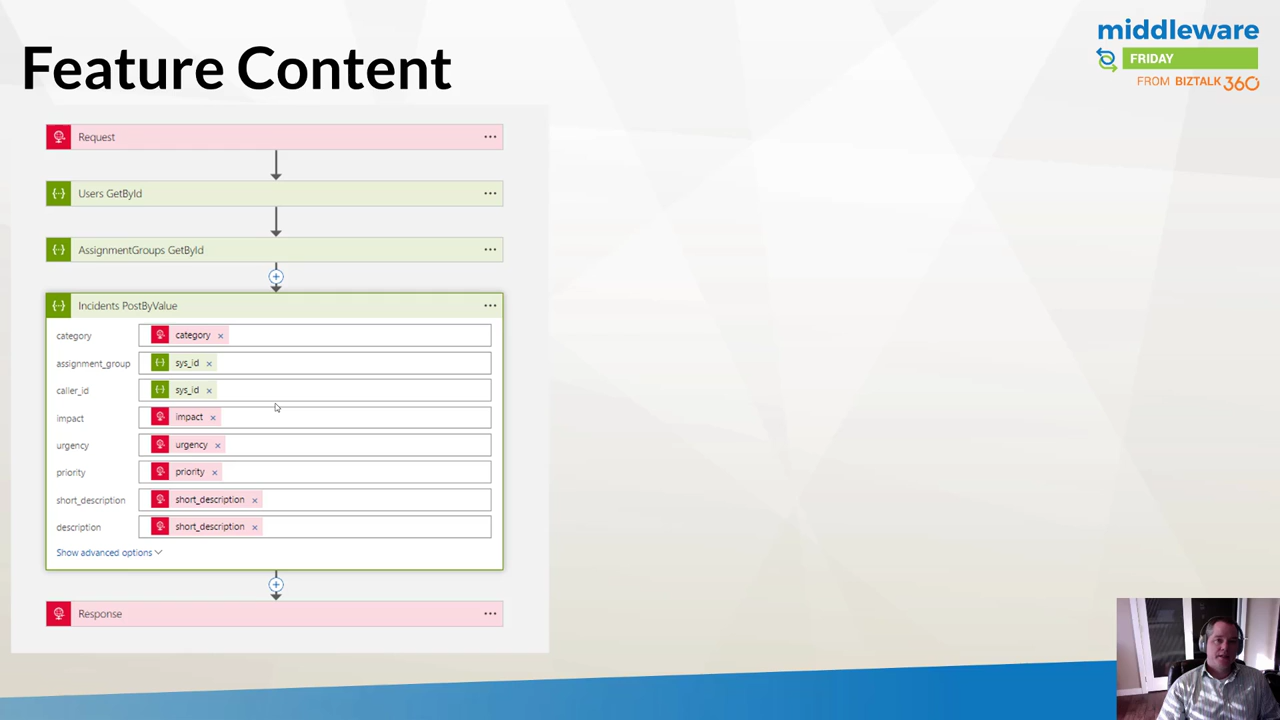 Feature Content
middleware
FRIDAY
FROM BIZTALK 360
Request
Users GetById
AssignmentGroups GetById
Incidents PostByValue
category category
assignment_group sys_id
caller_id sys_id
impact impact
urgency urgency
priority priority
short_description short_description
description short_description
Show advanced options
Response